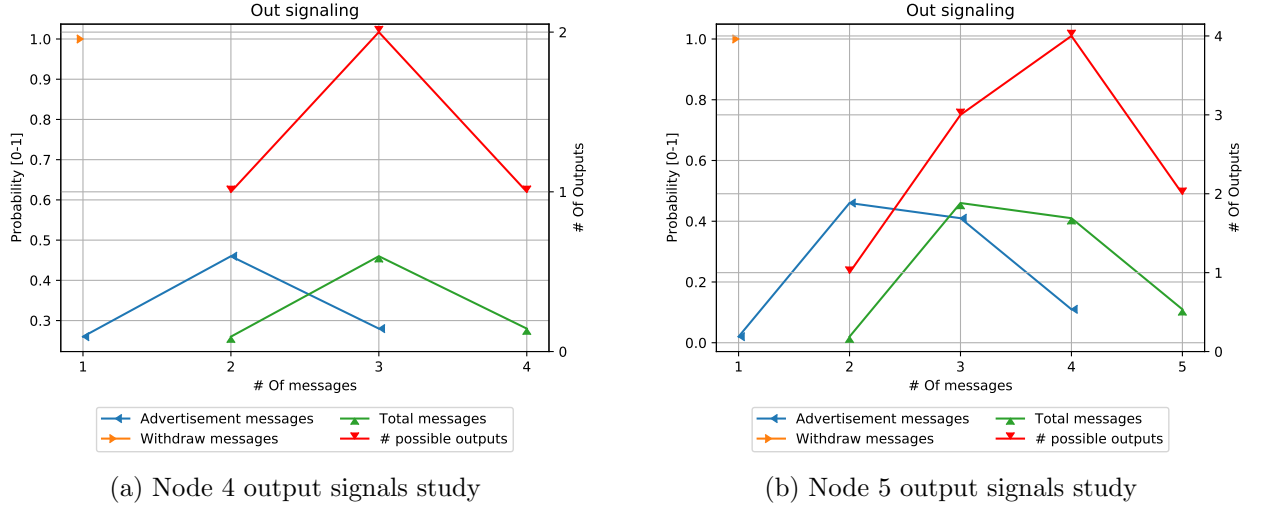 Out signaling
1.0
0.9
0.8
0.7
0.6
0.5
0.4
0.3
Probability [0-1]
2
1
0
# Of Outputs
1 2 3 4
# Of messages
Advertisement messages
Withdraw messages
Total messages
# possible outputs
(a) Node 4 output signals study
Out signaling
1.0
0.8
0.6
0.4
0.2
0.0
Probability [0-1]
4
3
2
1
0
# Of Outputs
1 2 3 4 5
# Of messages
Advertisement messages
Withdraw messages
Total messages
# possible outputs
(b) Node 5 output signals study